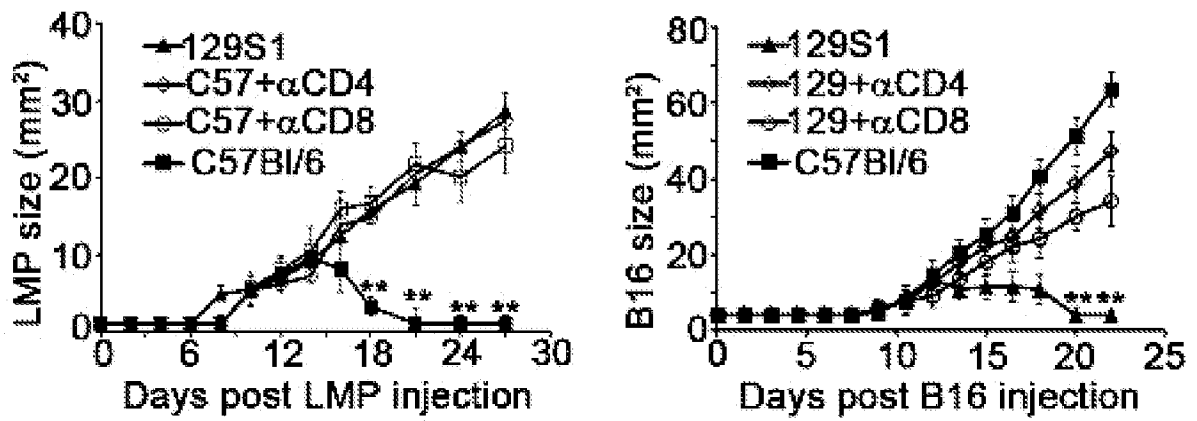 40
30
20
10
0
LMP size (mm²)
129S1
C57+αCD4
C57+αCD8
C57Bl/6
** ** ** **
0 6 12 18 24 30
Days post LMP injection
80
60
40
20
0
B16 size (nm²)
129S1
129+αCD4
129+αCD8
C57Bl/6
** **
0 5 10 15 20 25
Days post B16 injection